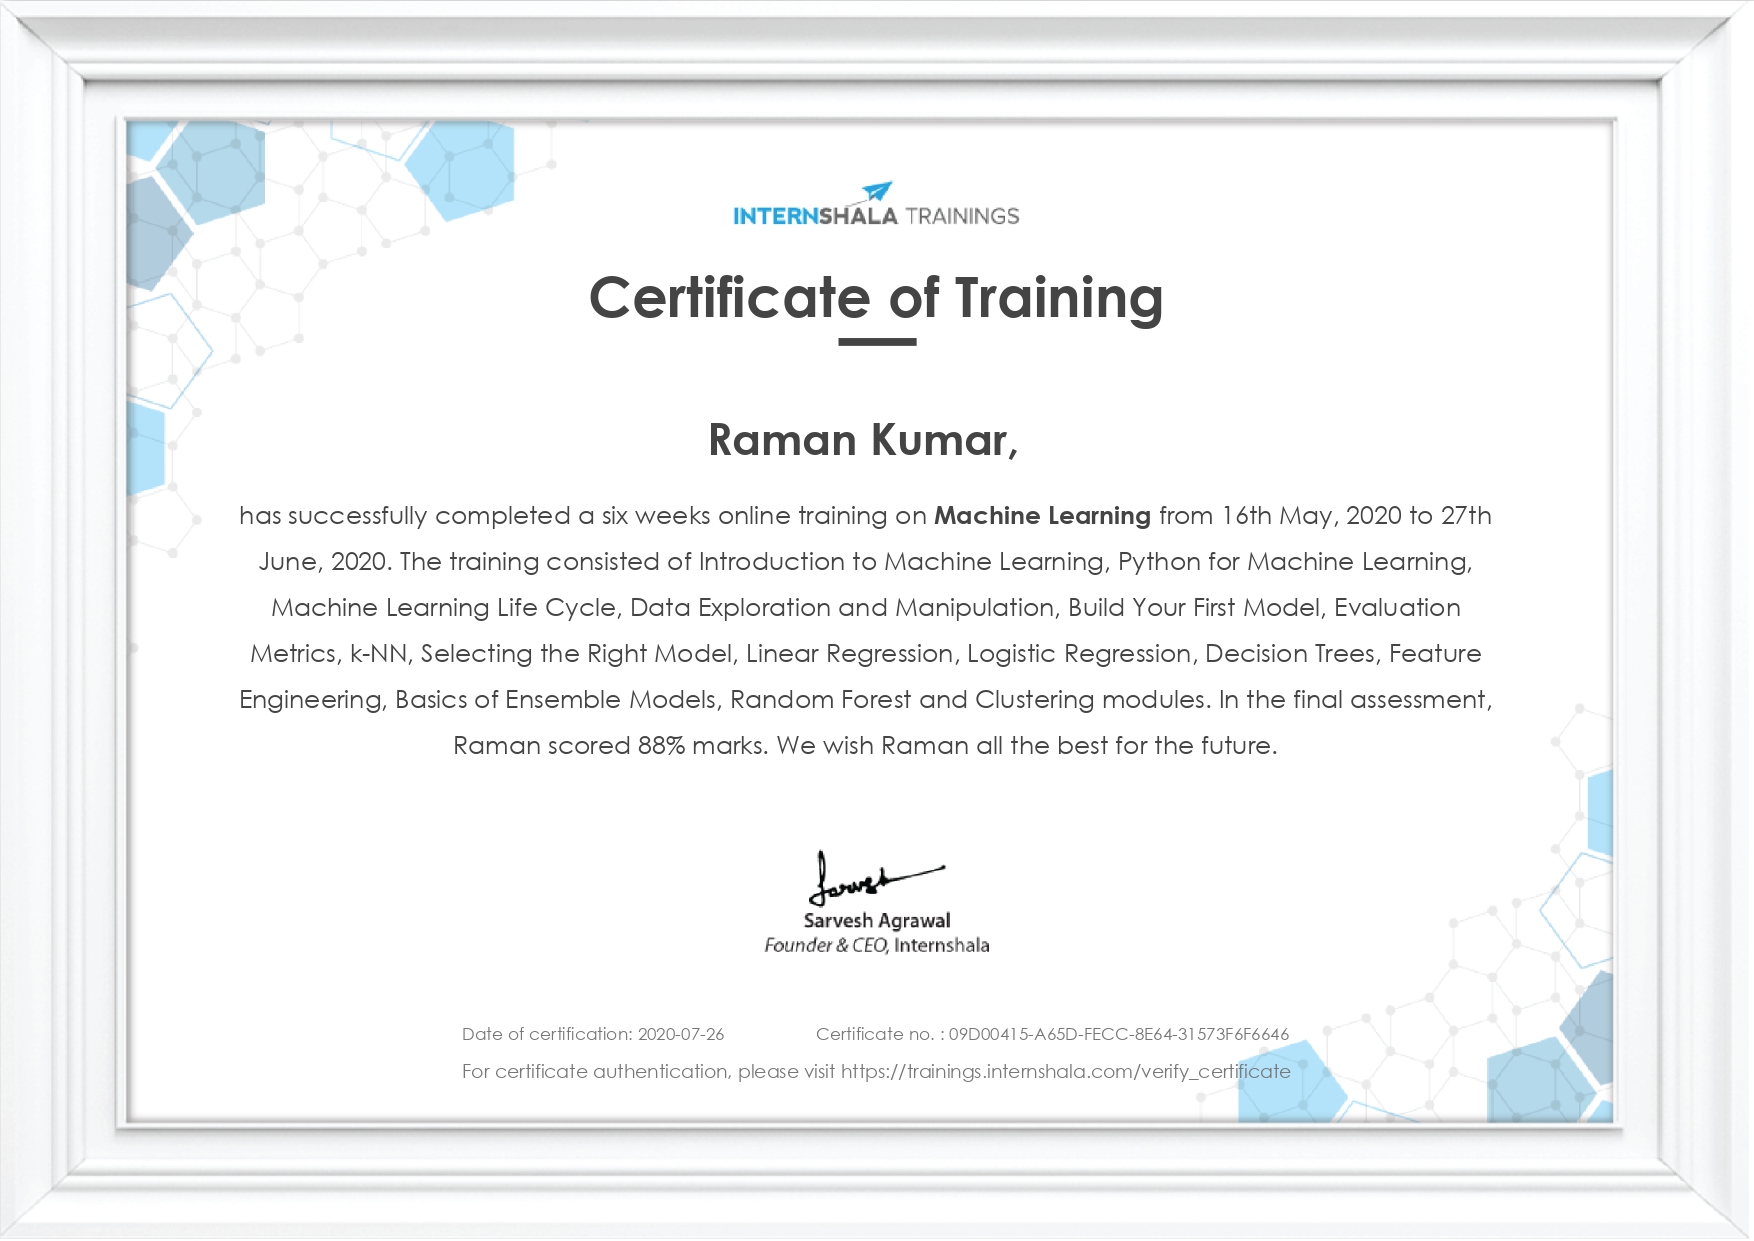 INTERNSHALA TRAININGS
Certificate of Training
Raman Kumar,
has successfully completed a six weeks online training on Machine Learning from 16th May, 2020 to 27th
June, 2020. The training consisted of Introduction to Machine Learning, Python for Machine Learning,
Machine Learning Life Cycle, Data Exploration and Manipulation, Build Your First Model, Evaluation
Metrics, k-NN, Selecting the Right Model, Linear Regression, Logistic Regression, Decision Trees, Feature
Engineering, Basics of Ensemble Models, Random Forest and Clustering modules. In the final assessment,
Raman scored 88% marks. We wish Raman all the best for the future.
Sarvesh
Sarvesh Agrawal
Founder & CEO, Internshala
Date of certification: 2020-07-26 Certificate no. : 09D00415-A65D-FECC-8E64-31573F6F6646
For certificate authentication, please visit https://trainings.internshala.com/verify_certificate